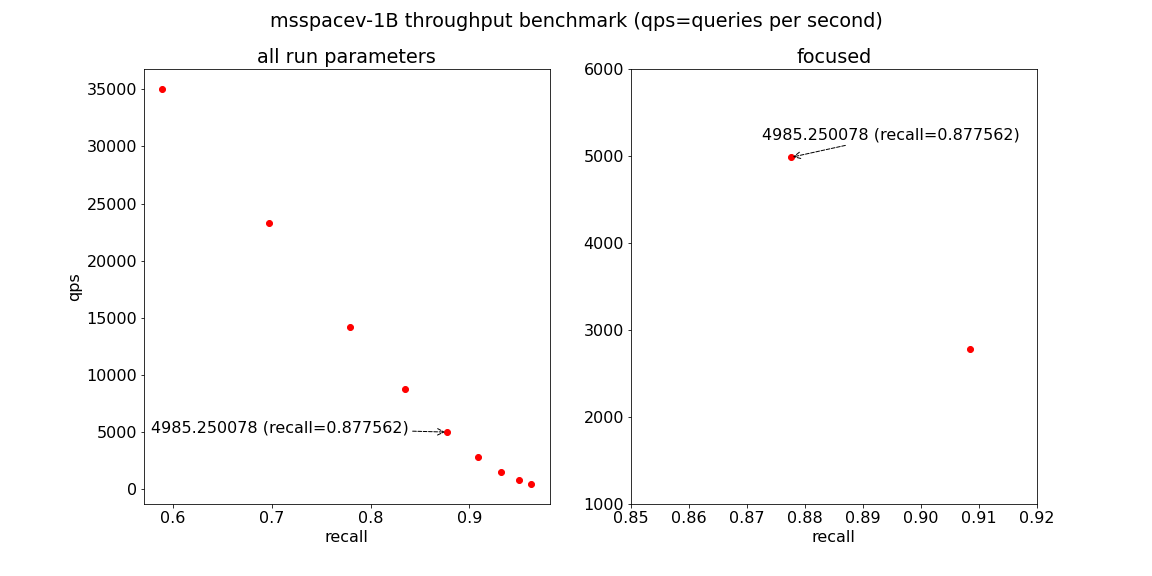 msspacev-1B throughput benchmark (qps=queries per second)
all run parameters
35000
30000
25000
20000
15000
10000
5000
0
qps
4985.250078 (recall=0.877562)
0.6 0.7 0.8 0.9
recall
focused
6000
5000
4000
3000
2000
1000
4985.250078 (recall=0.877562)
0.85 0.86 0.87 0.88 0.89 0.90 0.91 0.92
recall